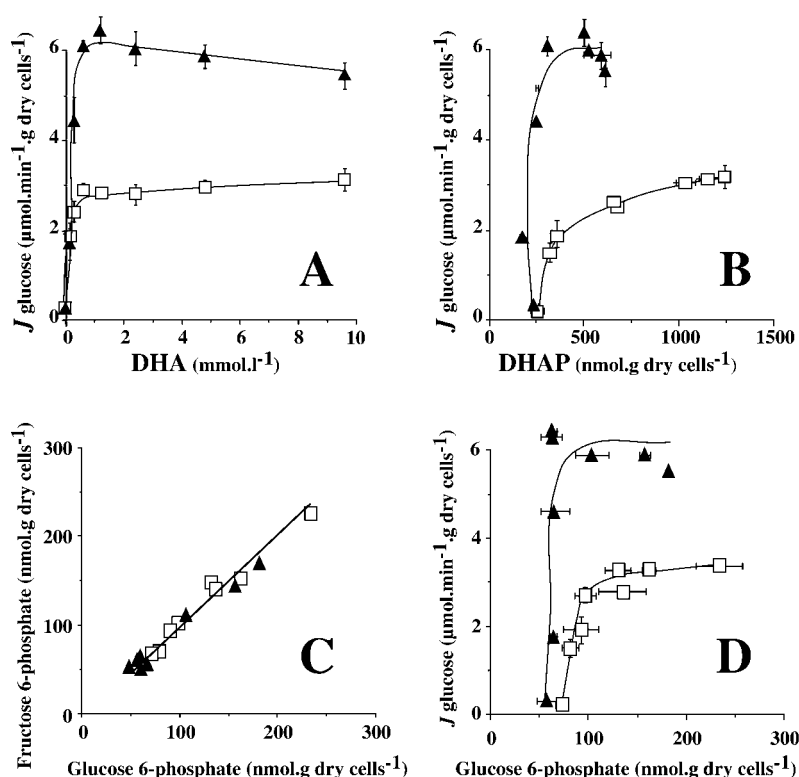 J glucose (µmol.min⁻¹.g dry cells⁻¹)
6
4
2
0
A
0 2 4 6 8 10
DHA (mmol.l⁻¹)
J glucose (µmol.min⁻¹.g dry cells⁻¹)
6
4
2
0
B
0 500 1000 1500
DHAP (nmol.g dry cells⁻¹)
Fructose 6-phosphate (nmol.g dry cells⁻¹)
300
200
100
0
C
0 100 200 300
Glucose 6-phosphate (nmol.g dry cells⁻¹)
J glucose (µmol.min⁻¹.g dry cells⁻¹)
6
4
2
0
D
0 100 200 300
Glucose 6-phosphate (nmol.g dry cells⁻¹)